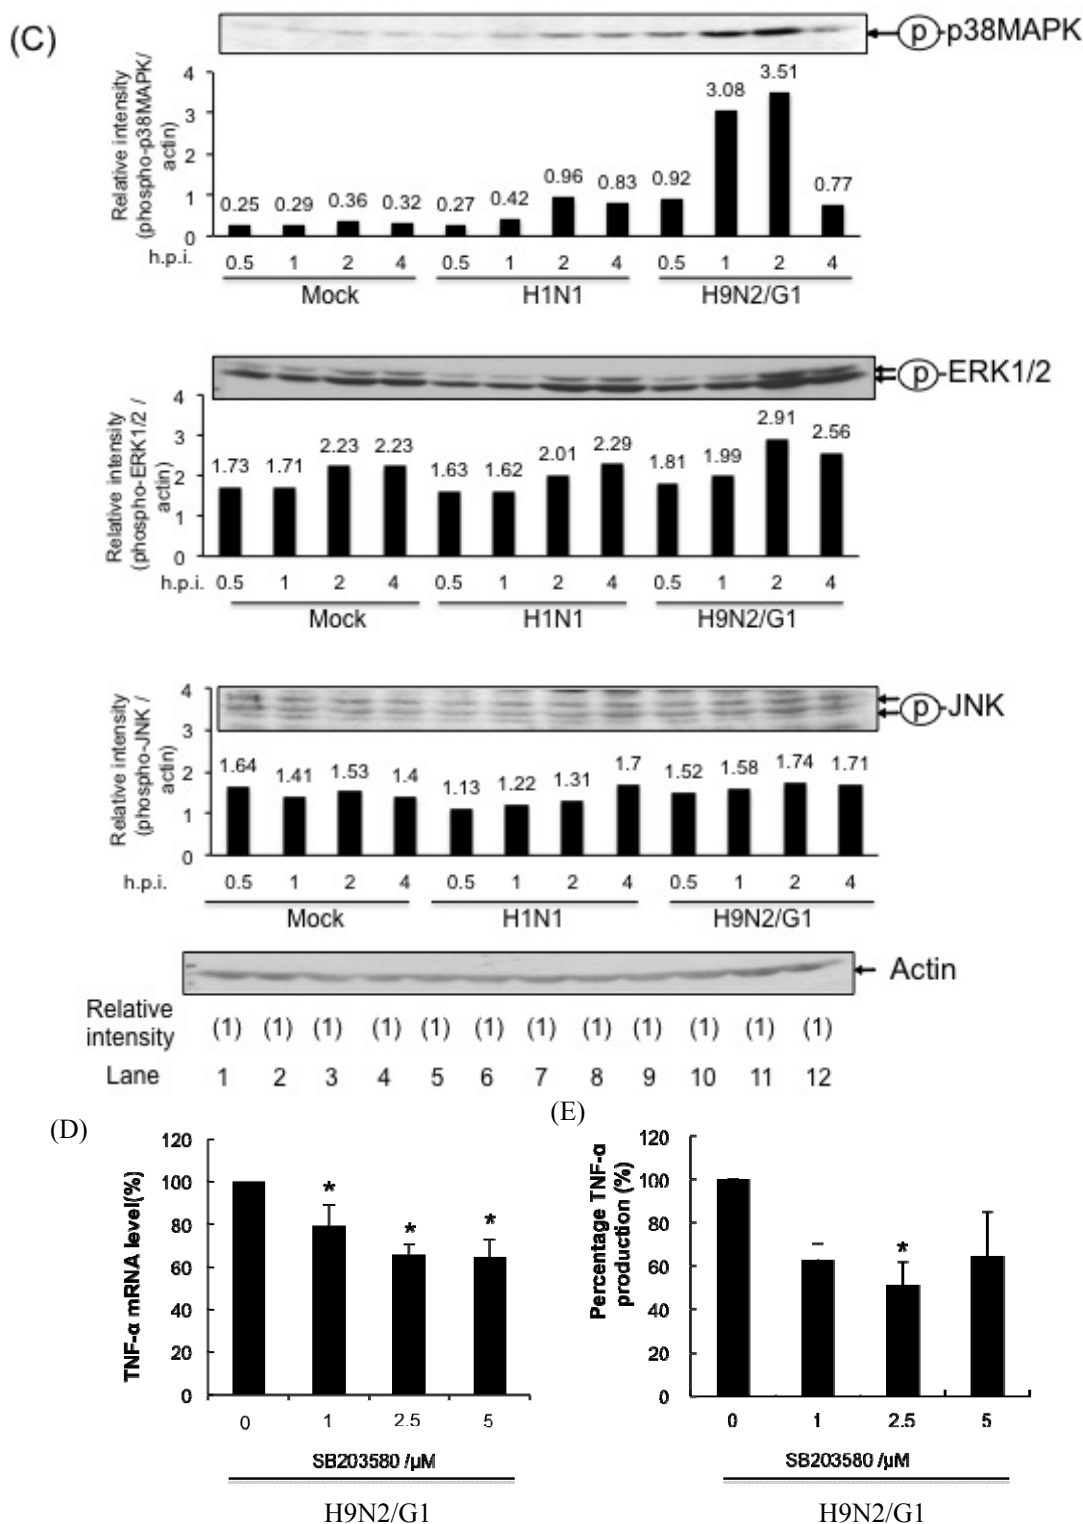 (C)
p-p38MAPK
Relative intensity
(phospho-p38MAPK/
actin)
4
3
2
1
0
0.25 0.29 0.36 0.32 0.27 0.42 0.96 0.83 0.92 3.08 3.51 0.77
h.p.i. 0.5 1 2 4 0.5 1 2 4 0.5 1 2 4
Mock H1N1 H9N2/G1
p-ERK1/2
Relative intensity
(phospho-ERK1/2 /
actin)
4
3
2
1
0
1.73 1.71 2.23 2.23 1.63 1.62 2.01 2.29 1.81 1.99 2.91 2.56
h.p.i. 0.5 1 2 4 0.5 1 2 4 0.5 1 2 4
Mock H1N1 H9N2/G1
p-JNK
Relative intensity
(phospho-JNK /
actin)
4
3
2
1
0
1.64 1.41 1.53 1.4 1.13 1.22 1.31 1.7 1.52 1.58 1.74 1.71
h.p.i. 0.5 1 2 4 0.5 1 2 4 0.5 1 2 4
Mock H1N1 H9N2/G1
Actin
Relative
intensity (1) (1) (1) (1) (1) (1) (1) (1) (1) (1) (1) (1)
Lane 1 2 3 4 5 6 7 8 9 10 11 12
(D)
TNF-α mRNA level(%)
120
100
80
60
40
20
0
* * *
0 1 2.5 5
SB203580 /µM
H9N2/G1
(E)
Percentage TNF-α
production (%)
120
100
80
60
40
20
0
*
0 1 2.5 5
SB203580 /µM
H9N2/G1